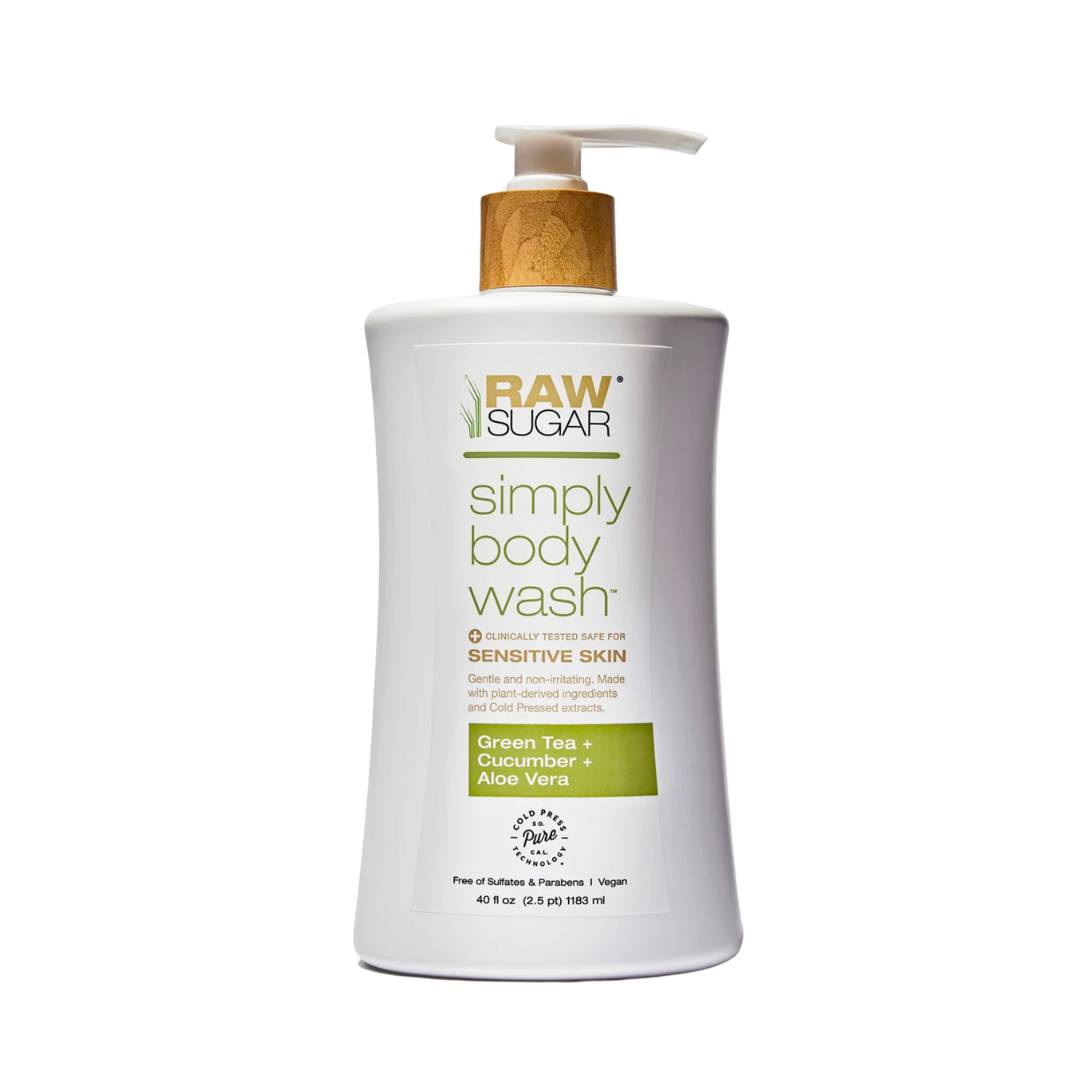 RAW®
SUGAR
simply
body
wash™
CLINICALLY TESTED SAFE FOR
SENSITIVE SKIN
Gentle and non-irritating. Made
with plant-derived ingredients
and Cold Pressed extracts.
Green Tea +
Cucumber +
Aloe Vera
COLD PRESS
SO.
Pure
CAL.
TECHNOLOGY
Free of Sulfates & Parabens | Vegan
40 fl oz (2.5 pt) 1183 ml